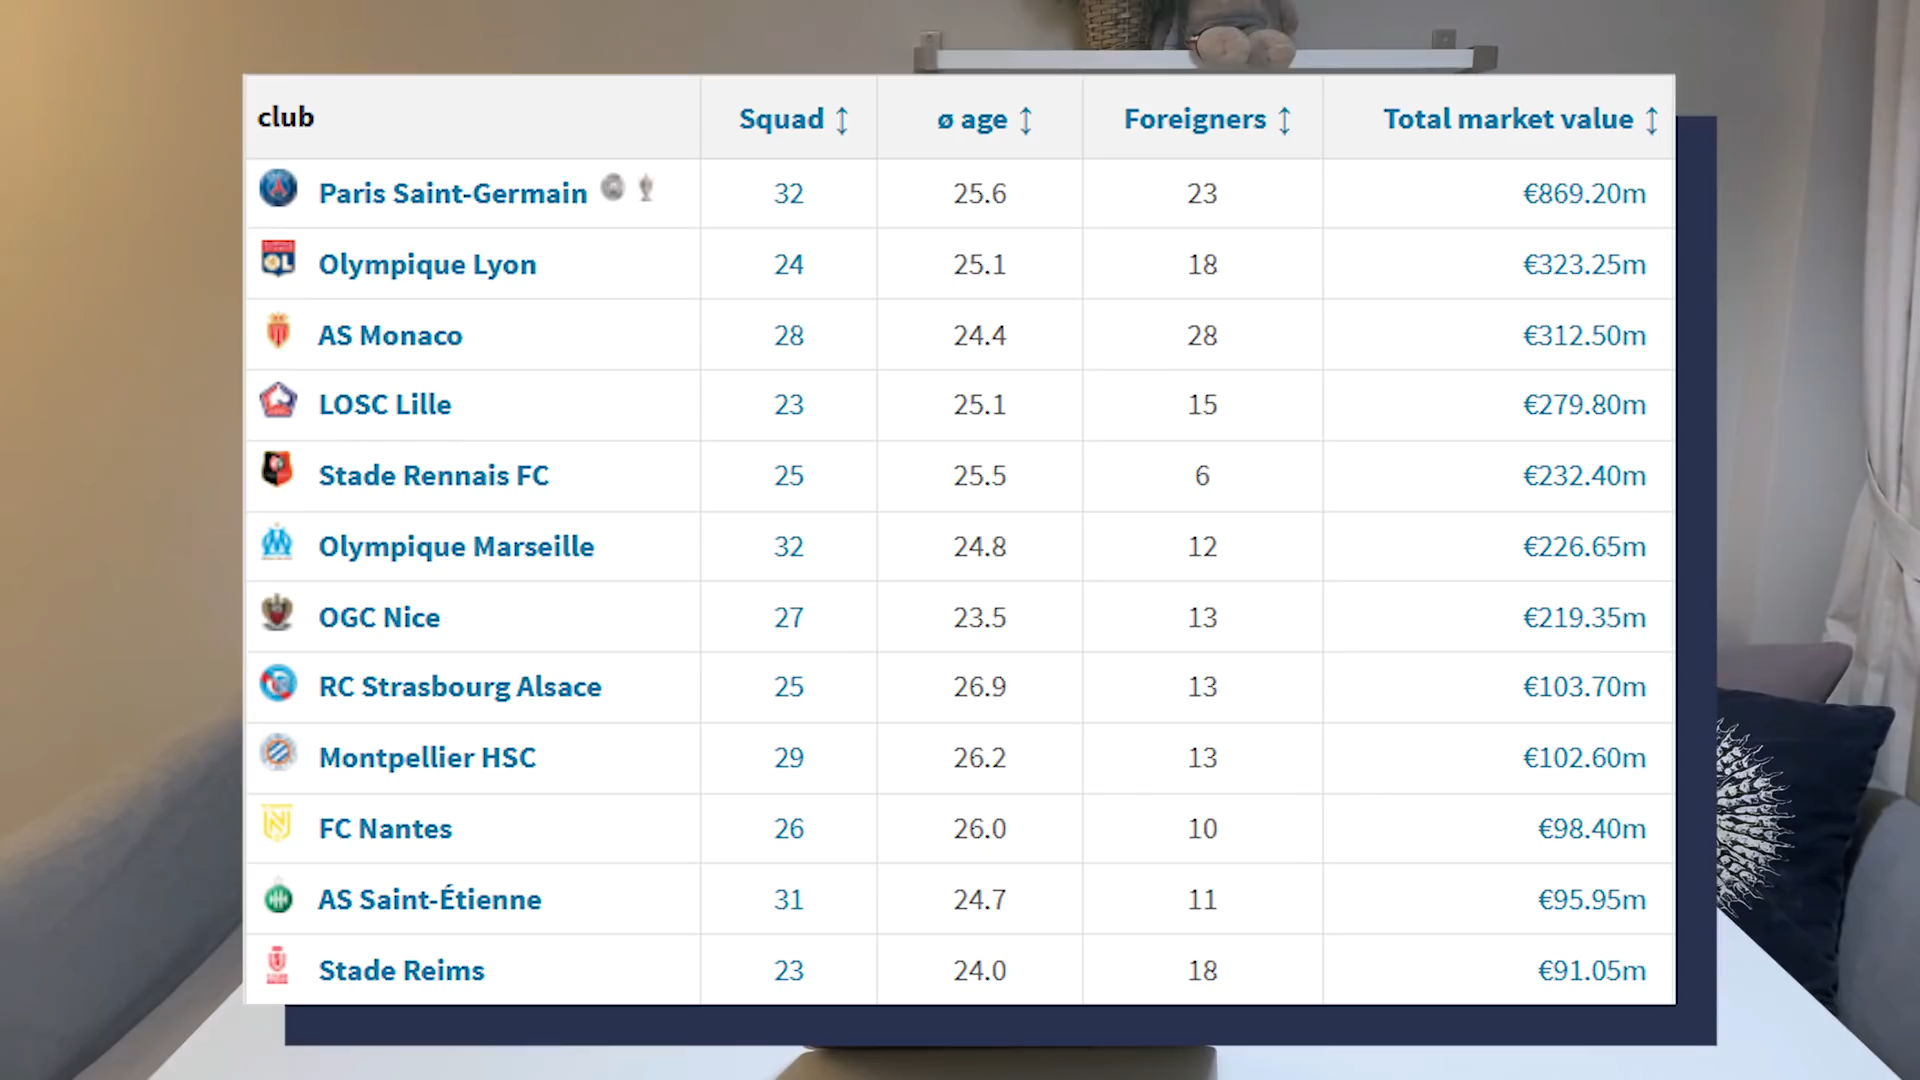 club Squad ↕ ø age ↕ Foreigners ↕ Total market value ↕
Paris Saint-Germain 32 25.6 23 €869.20m
OL Olympique Lyon 24 25.1 18 €323.25m
AS Monaco 28 24.4 28 €312.50m
LOSC Lille 23 25.1 15 €279.80m
Stade Rennais FC 25 25.5 6 €232.40m
Olympique Marseille 32 24.8 12 €226.65m
OGC Nice 27 23.5 13 €219.35m
RC Strasbourg Alsace 25 26.9 13 €103.70m
Montpellier HSC 29 26.2 13 €102.60m
N FC Nantes 26 26.0 10 €98.40m
AS Saint-Étienne 31 24.7 11 €95.95m
Stade Reims 23 24.0 18 €91.05m